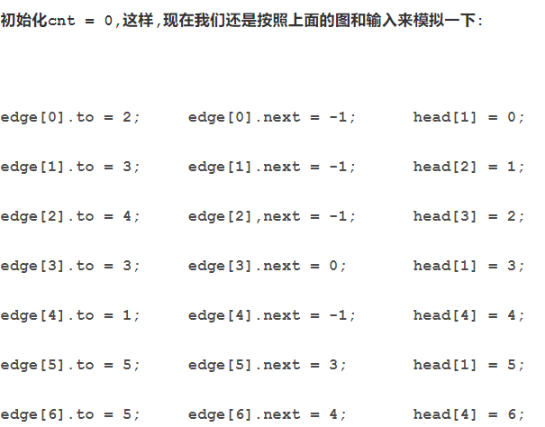 初始化cnt = 0,这样,现在我们还是按照上面的图和输入来模拟一下:
edge[0].to = 2; edge[0].next = -1; head[1] = 0;
edge[1].to = 3; edge[1].next = -1; head[2] = 1;
edge[2].to = 4; edge[2],next = -1; head[3] = 2;
edge[3].to = 3; edge[3].next = 0; head[1] = 3;
edge[4].to = 1; edge[4].next = -1; head[4] = 4;
edge[5].to = 5; edge[5].next = 3; head[1] = 5;
edge[6].to = 5; edge[6].next = 4; head[4] = 6;